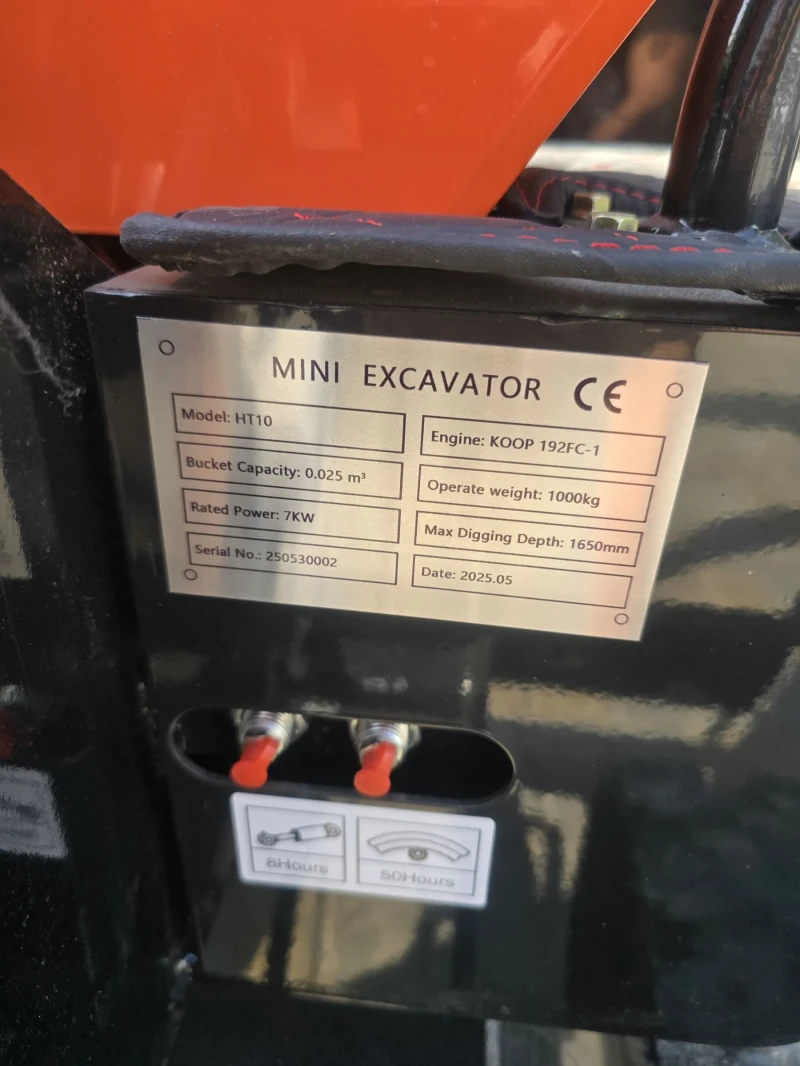 MINI EXCAVATOR CE
Model: HT10
Engine: KOOP 192FC-1
Bucket Capacity: 0.025 m³
Operate weight: 1000kg
Rated Power: 7KW
Max Digging Depth: 1650mm
Serial No.: 250530002
Date: 2025.05
8Hours
50Hours